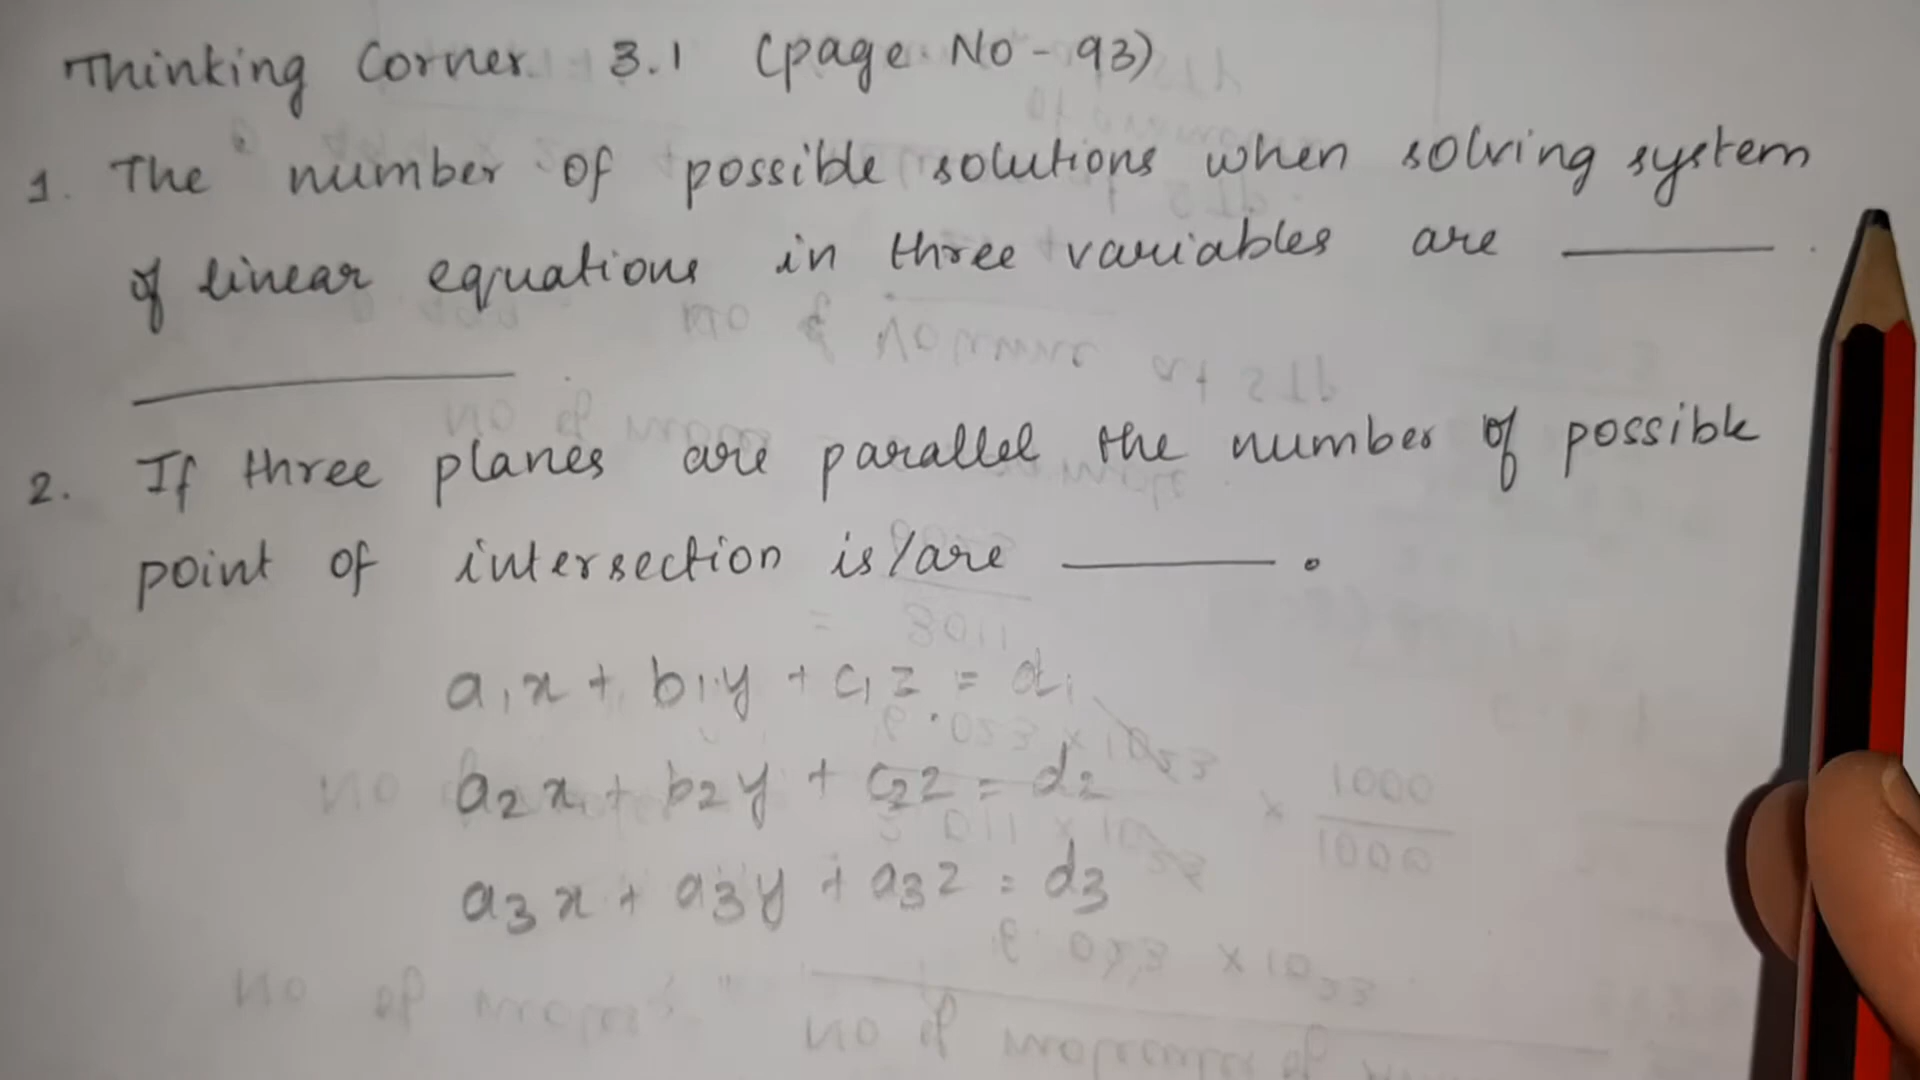 Thinking Corner 3.1 (page No - 93)
1. The number of possible solutions when solving system
of linear equations in three variables are ______.
______.
2. If three planes are parallel the number of possible
point of intersection is/are ______.
a₁x + b₁y + c₁z = d₁
a₂x + b₂y + c₂z = d₂
a₃x + a₃y + a₃z = d₃